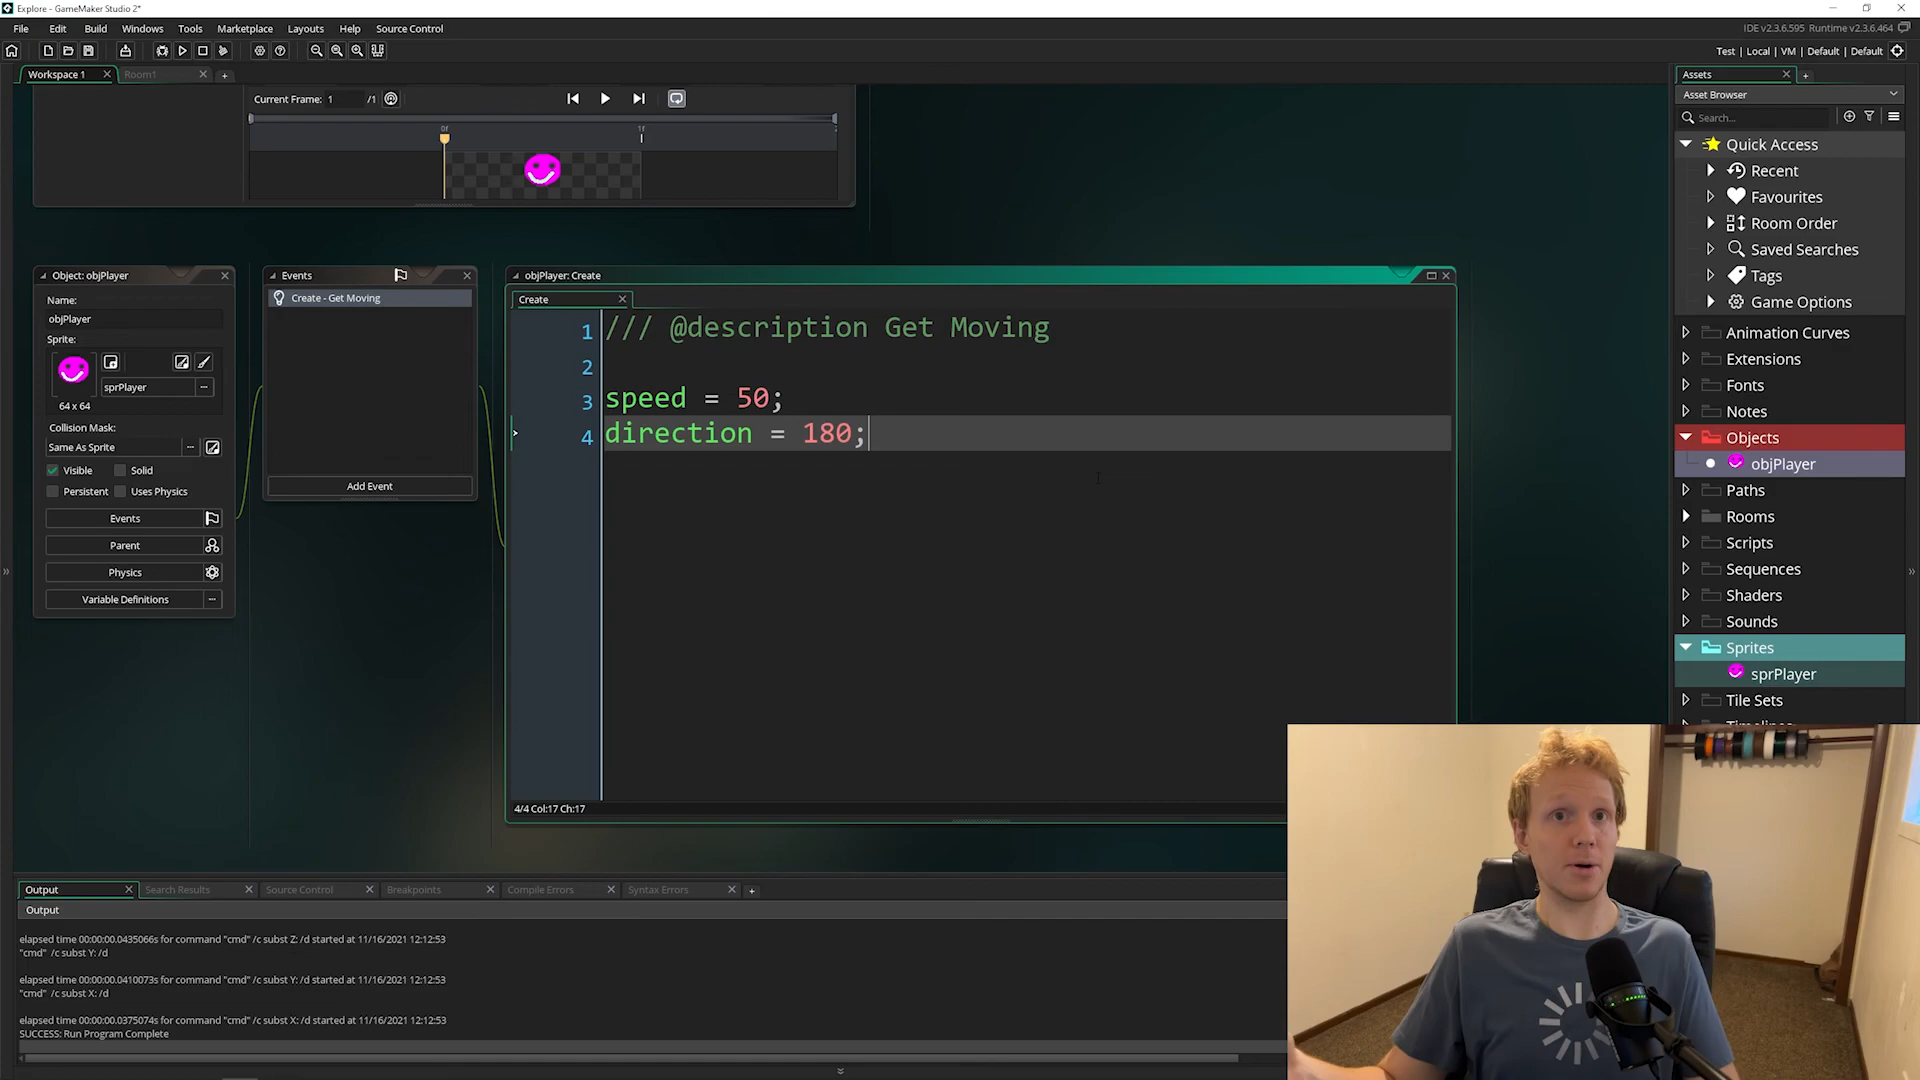 Explore - GameMaker Studio 2*
File Edit Build Windows Tools Marketplace Layouts Help Source Control
IDE v2.3.6.595 Runtime v2.3.6.464
Test | Local | VM | Default | Default
Workspace 1
Room1
Current Frame: 1 /1
0f
1f
Object: objPlayer
Name:
objPlayer
Sprite:
sprPlayer
64 x 64
Collision Mask:
Same As Sprite
Visible
Solid
Persistent
Uses Physics
Events
Parent
Physics
Variable Definitions
Events
Create - Get Moving
Add Event
objPlayer: Create
Create
1 /// @description Get Moving
2
3 speed = 50;
4 direction = 180;
4/4 Col:17 Ch:17
Assets
Asset Browser
Search...
Quick Access
Recent
Favourites
Room Order
Saved Searches
Tags
Game Options
Animation Curves
Extensions
Fonts
Notes
Objects
objPlayer
Paths
Rooms
Scripts
Sequences
Shaders
Sounds
Sprites
sprPlayer
Tile Sets
Output Search Results Source Control Breakpoints Compile Errors Syntax Errors
Output
elapsed time 00:00:00.0435066s for command "cmd" /c subst Z: /d started at 11/16/2021 12:12:53
"cmd" /c subst Y: /d
elapsed time 00:00:00.0410073s for command "cmd" /c subst Y: /d started at 11/16/2021 12:12:53
"cmd" /c subst X: /d
elapsed time 00:00:00.0375074s for command "cmd" /c subst X: /d started at 11/16/2021 12:12:53
SUCCESS: Run Program Complete